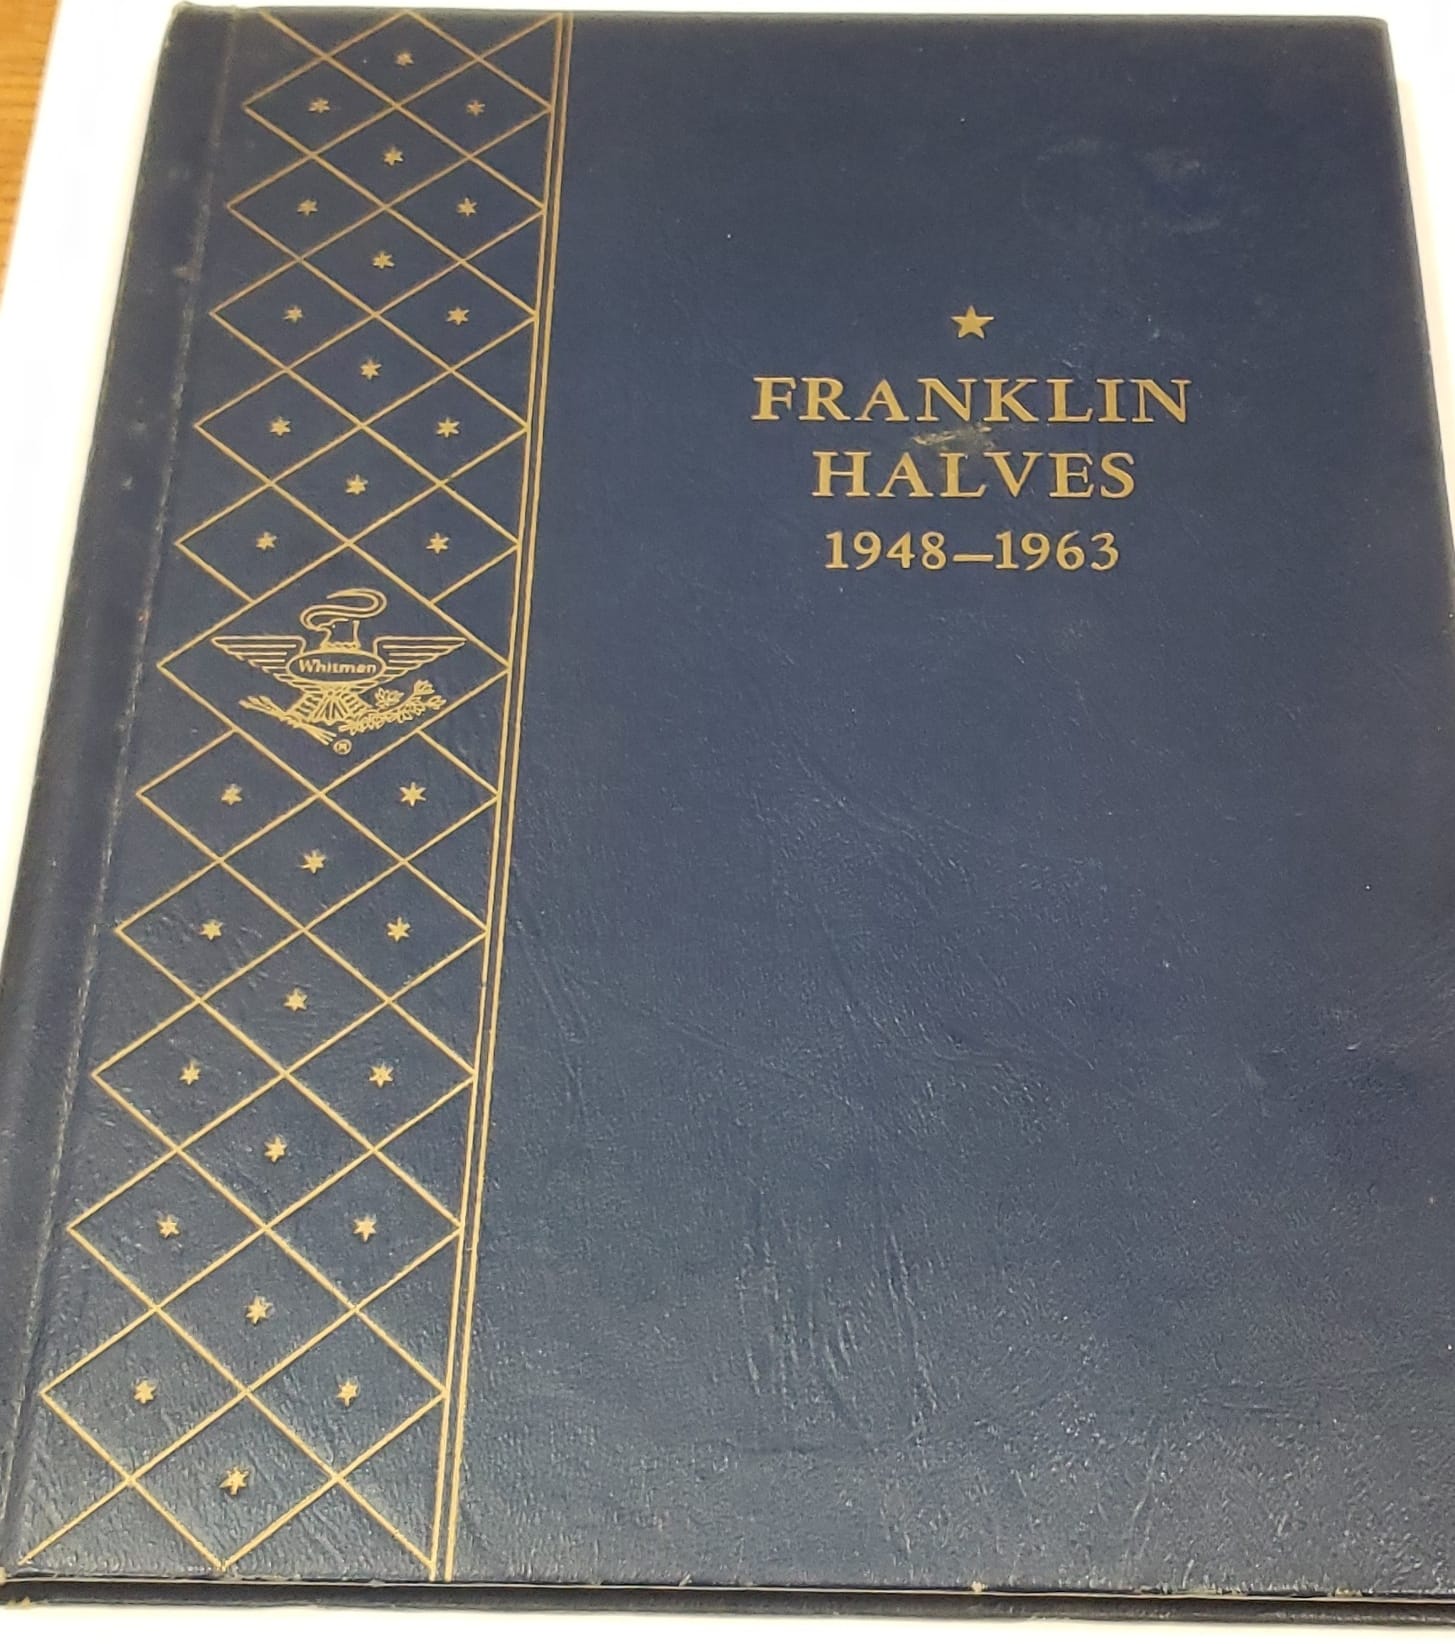 FRANKLIN
HALVES
1948–1963
Whitman
®